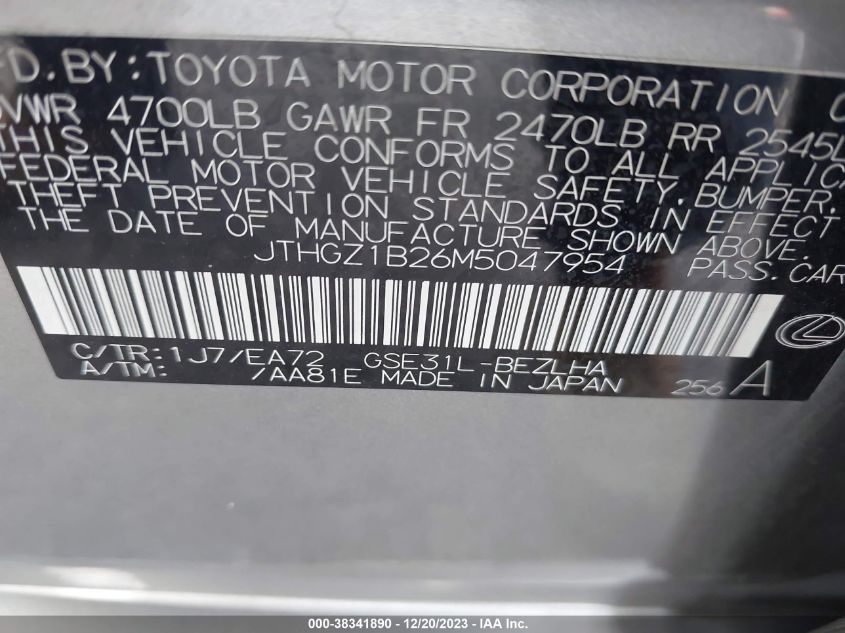 D. BY: TOYOTA MOTOR CORPORATION
VWR 4700LB GAWR FR 2470LB RR 2545L
THIS VEHICLE CONFORMS TO ALL APPLIC
FEDERAL MOTOR VEHICLE SAFETY. BUMPER.
THEFT PREVENTION STANDARDS IN EFFECT
THE DATE OF MANUFACTURE SHOWN ABOVE.
JTHGZ1B26M5047954 PASS. CAR
C/TR: 1J7/EA72 GSE31L-BEZLHA
A/TM: /AA81E MADE IN JAPAN 256 A
000-38341890 - 12/20/2023 - IAA Inc.